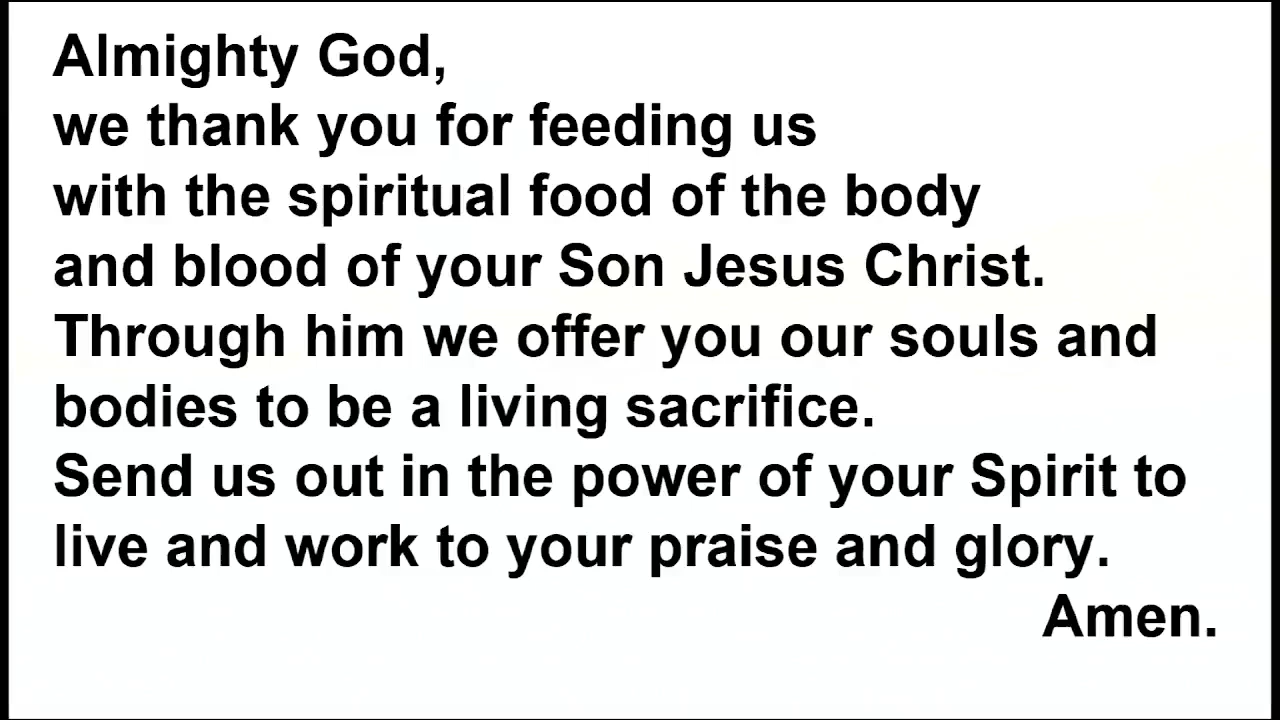 Almighty God,
we thank you for feeding us
with the spiritual food of the body
and blood of your Son Jesus Christ.
Through him we offer you our souls and
bodies to be a living sacrifice.
Send us out in the power of your Spirit to
live and work to your praise and glory.
Amen.